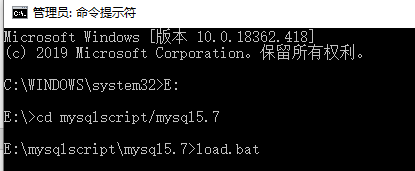 管理员: 命令提示符
Microsoft Windows [版本 10.0.18362.418]
(c) 2019 Microsoft Corporation。保留所有权利。
C:\WINDOWS\system32>E:
E:\>cd mysqlscript/mysql5.7
E:\mysqlscript\mysql5.7>load.bat